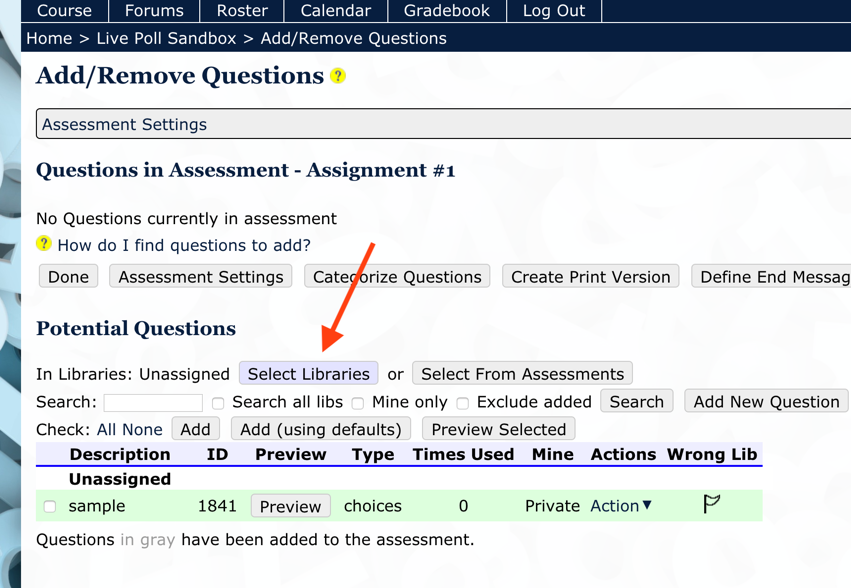 Course Forums Roster Calendar Gradebook Log Out
Home > Live Poll Sandbox > Add/Remove Questions
Add/Remove Questions ?
Assessment Settings
Questions in Assessment - Assignment #1
No Questions currently in assessment
? How do I find questions to add?
Done Assessment Settings Categorize Questions Create Print Version Define End Messag
Potential Questions
In Libraries: Unassigned Select Libraries or Select From Assessments
Search: Search all libs Mine only Exclude added Search Add New Question
Check: All None Add Add (using defaults) Preview Selected
Description ID Preview Type Times Used Mine Actions Wrong Lib
Unassigned
sample 1841 Preview choices 0 Private Action▼
Questions in gray have been added to the assessment.